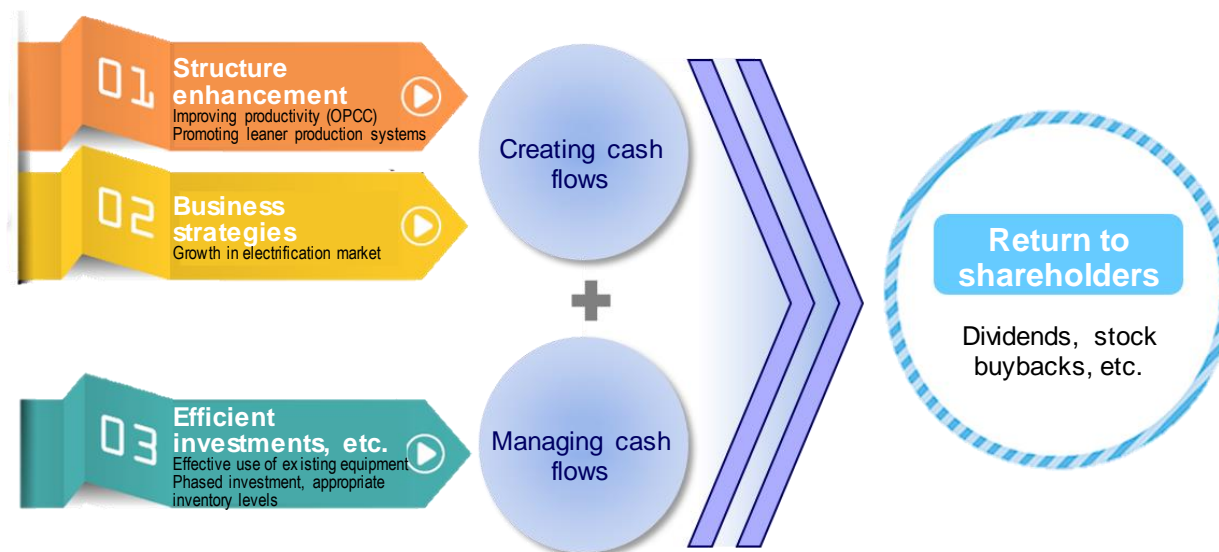 01
Structure
enhancement
Improving productivity (OPCC)
Promoting leaner production systems
02
Business
strategies
Growth in electrification market
Creating cash
flows
03
Efficient
investments, etc.
Effective use of existing equipment
Phased investment, appropriate
inventory levels
Managing cash
flows
Return to
shareholders
Dividends, stock
buybacks, etc.